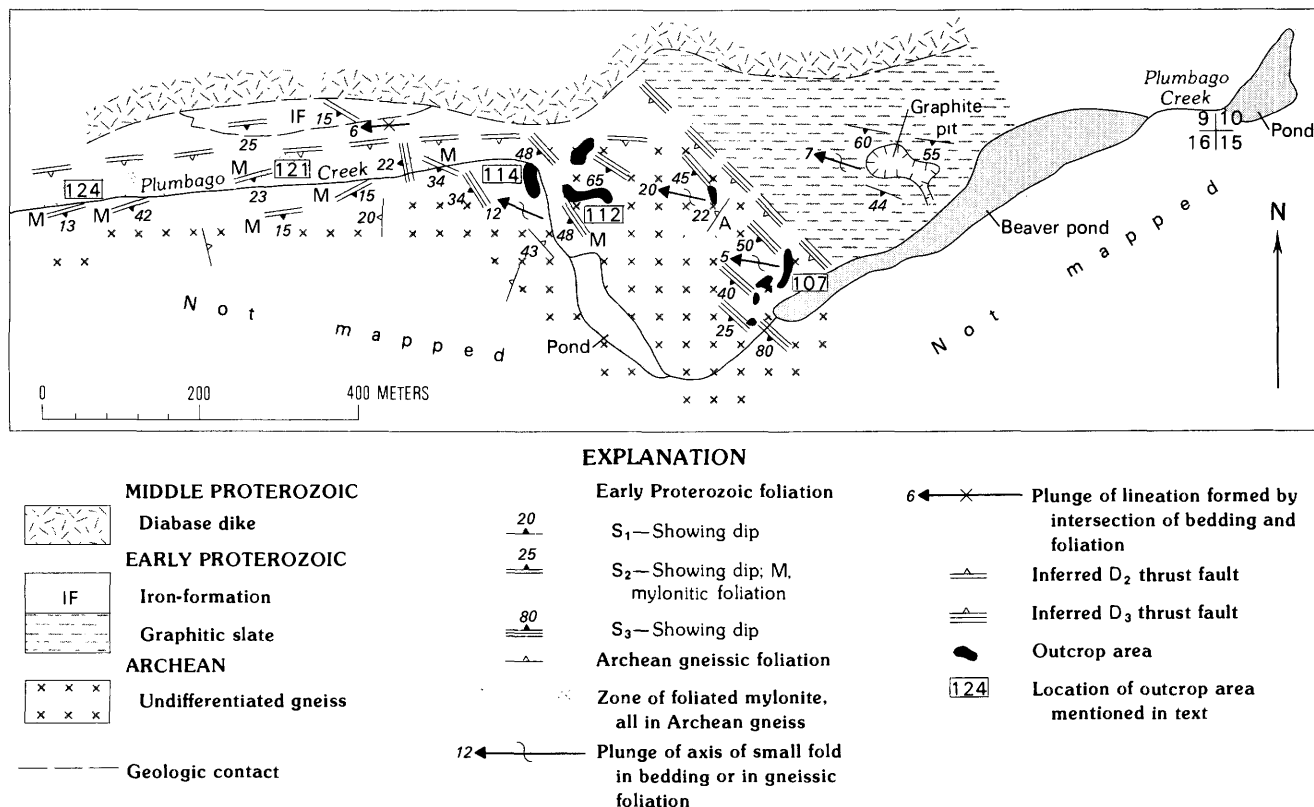 Plumbago
Creek
9 10
16 15
Pond
Graphite
pit
60
55
7
44
IF
15
6
25
M
121
Creek
22
M
48
114
65
45
20
22
A
124
Plumbago
23
M
15
34
34
12
112
M
13
M
42
M
15
20
43
48
M
50
5
107
40
25
80
Beaver pond
N
Not mapped
Not mapped
Pond
0 200 400 METERS
EXPLANATION
MIDDLE PROTEROZOIC
Diabase dike
EARLY PROTEROZOIC
IF Iron-formation
Graphitic slate
ARCHEAN
Undifferentiated gneiss
Geologic contact
Early Proterozoic foliation
20 S1—Showing dip
25 S2—Showing dip; M,
mylonitic foliation
80 S3—Showing dip
Archean gneissic foliation
Zone of foliated mylonite,
all in Archean gneiss
12 Plunge of axis of small fold
in bedding or in gneissic
foliation
6 Plunge of lineation formed by
intersection of bedding and
foliation
Inferred D2 thrust fault
Inferred D3 thrust fault
Outcrop area
124 Location of outcrop area
mentioned in text